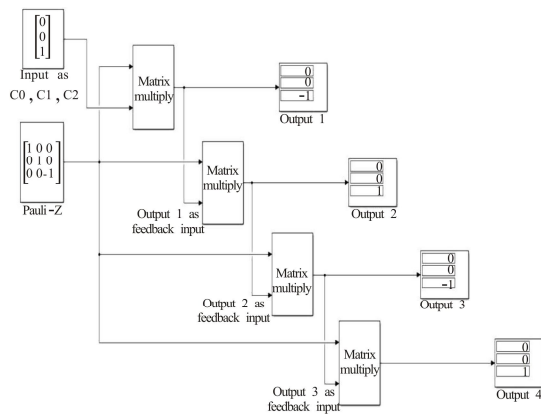 0
0
1
Input as
C0 , C1 , C2
Matrix
multiply
0
0
-1
Output 1
1 0 0
0 1 0
0 0-1
Pauli-Z
Matrix
multiply
Output 1 as
feedback input
0
0
1
Output 2
Matrix
multiply
Output 2 as
feedback input
0
0
-1
Output 3
Matrix
multiply
Output 3 as
feedback input
0
0
1
Output 4